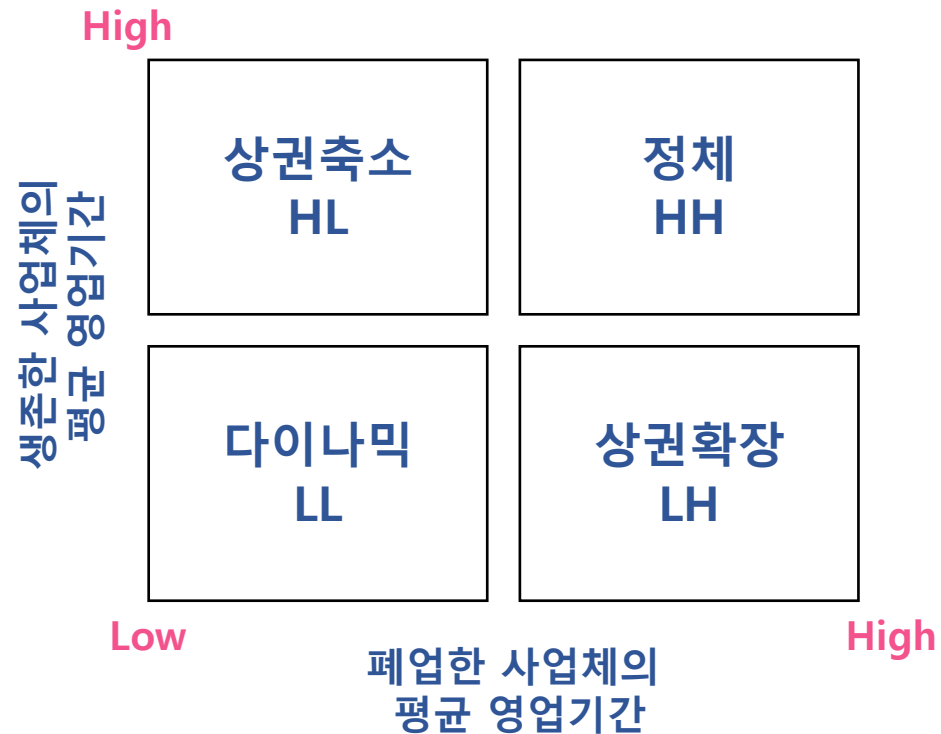 High
생존한 사업체의
평균 영업기간
상권축소
HL
정체
HH
다이나믹
LL
상권확장
LH
Low
High
폐업한 사업체의
평균 영업기간